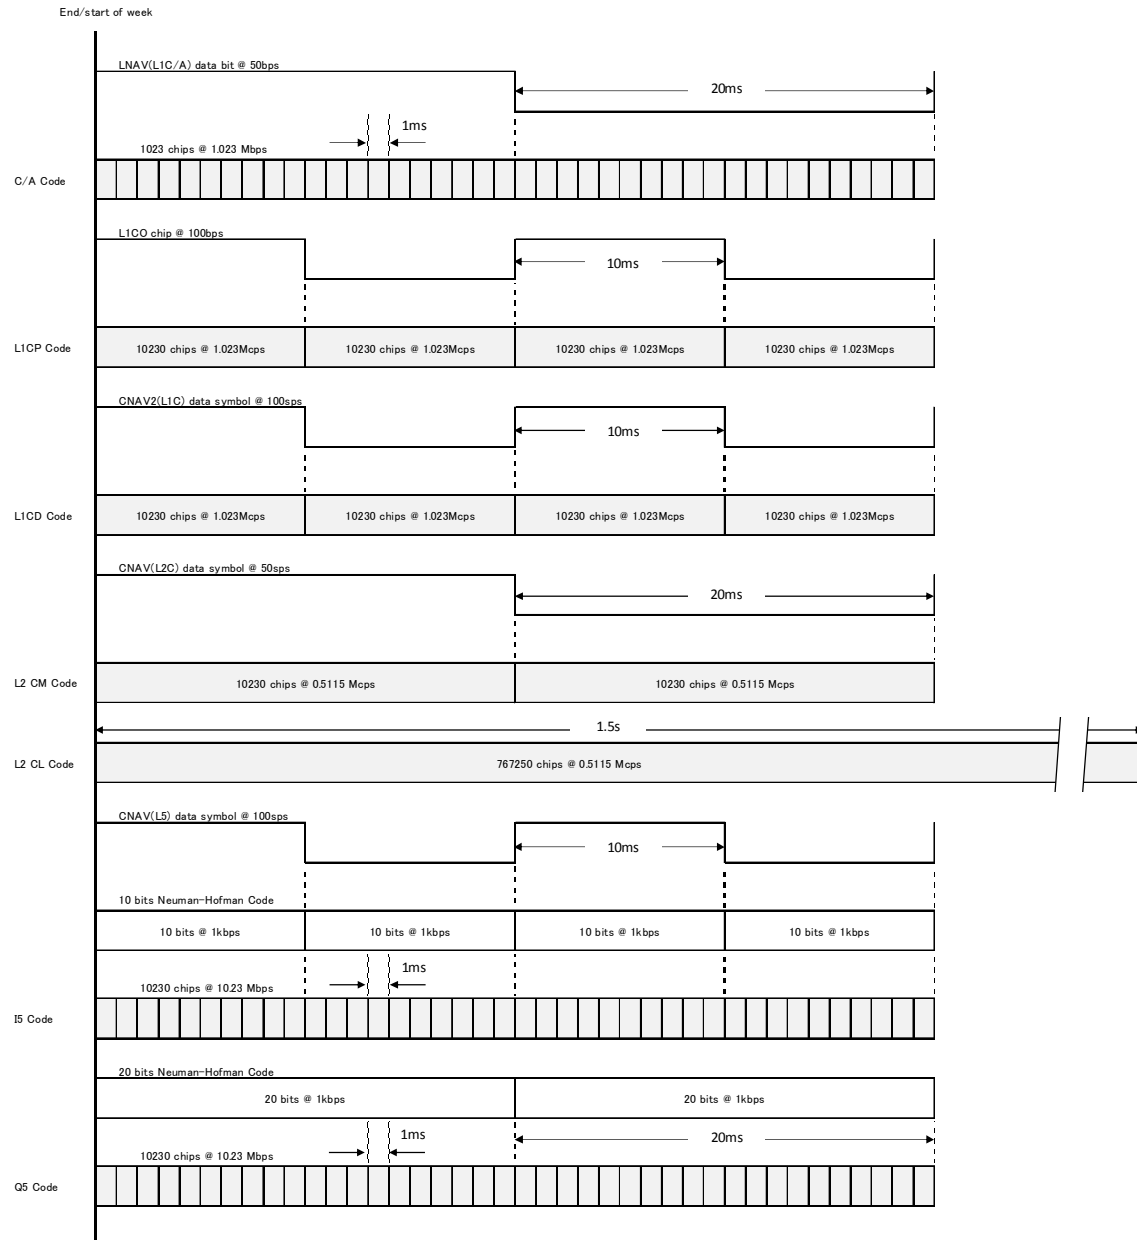 End/start of week
LNAV(L1C/A) data bit @ 50bps
20ms
1ms
1023 chips @ 1.023 Mbps
C/A Code
L1CO chip @ 100bps
10ms
L1CP Code
10230 chips @ 1.023Mcps
10230 chips @ 1.023Mcps
10230 chips @ 1.023Mcps
10230 chips @ 1.023Mcps
CNAV2(L1C) data symbol @ 100sps
10ms
L1CD Code
10230 chips @ 1.023Mcps
10230 chips @ 1.023Mcps
10230 chips @ 1.023Mcps
10230 chips @ 1.023Mcps
CNAV(L2C) data symbol @ 50sps
20ms
L2 CM Code
10230 chips @ 0.5115 Mcps
10230 chips @ 0.5115 Mcps
1.5s
L2 CL Code
767250 chips @ 0.5115 Mcps
CNAV(L5) data symbol @ 100sps
10ms
10 bits Neuman-Hofman Code
10 bits @ 1kbps
10 bits @ 1kbps
10 bits @ 1kbps
10 bits @ 1kbps
1ms
10230 chips @ 10.23 Mbps
I5 Code
20 bits Neuman-Hofman Code
20 bits @ 1kbps
20 bits @ 1kbps
1ms
20ms
10230 chips @ 10.23 Mbps
Q5 Code